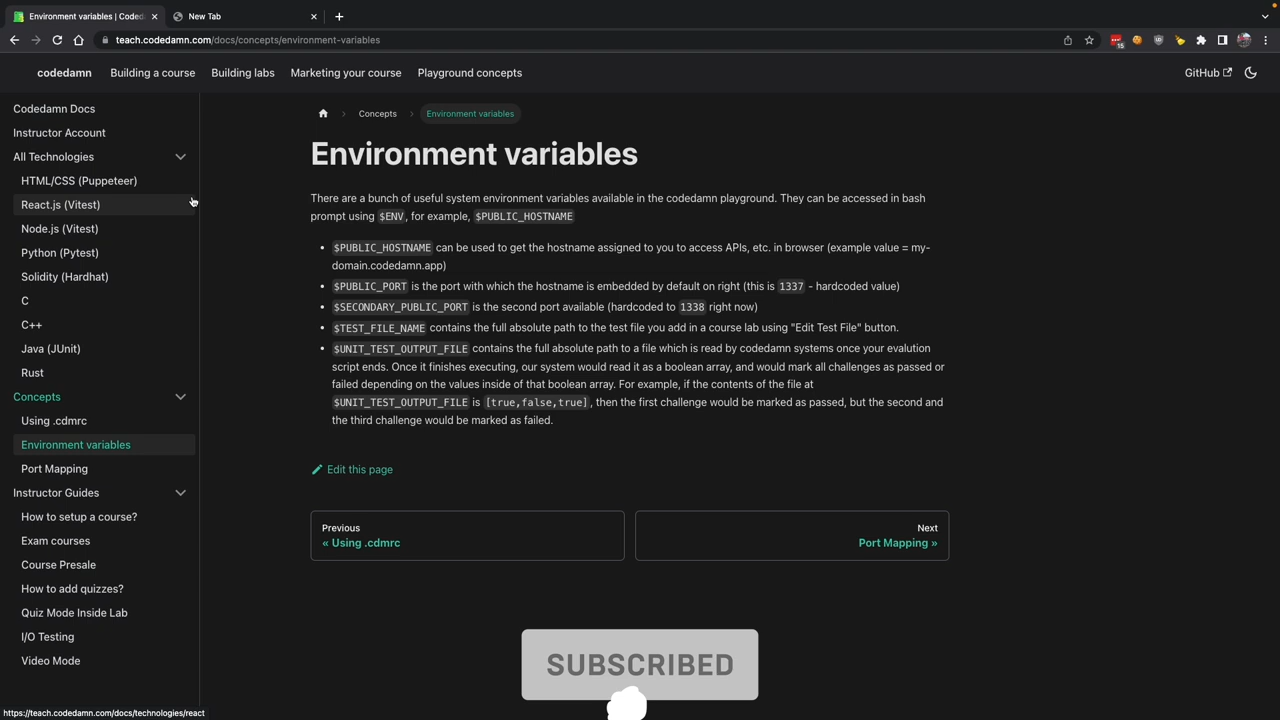 Environment variables | Coded
New Tab
teach.codedamn.com/docs/concepts/environment-variables
15
codedamn
Building a course
Building labs
Marketing your course
Playground concepts
GitHub
Codedamn Docs
Instructor Account
All Technologies
HTML/CSS (Puppeteer)
React.js (Vitest)
Node.js (Vitest)
Python (Pytest)
Solidity (Hardhat)
C
C++
Java (JUnit)
Rust
Concepts
Using .cdmrc
Environment variables
Port Mapping
Instructor Guides
How to setup a course?
Exam courses
Course Presale
How to add quizzes?
Quiz Mode Inside Lab
I/O Testing
Video Mode
Concepts
Environment variables
Environment variables
There are a bunch of useful system environment variables available in the codedamn playground. They can be accessed in bash
prompt using $ENV, for example, $PUBLIC_HOSTNAME
• $PUBLIC_HOSTNAME can be used to get the hostname assigned to you to access APIs, etc. in browser (example value = my-
domain.codedamn.app)
• $PUBLIC_PORT is the port with which the hostname is embedded by default on right (this is 1337 - hardcoded value)
• $SECONDARY_PUBLIC_PORT is the second port available (hardcoded to 1338 right now)
• $TEST_FILE_NAME contains the full absolute path to the test file you add in a course lab using "Edit Test File" button.
• $UNIT_TEST_OUTPUT_FILE contains the full absolute path to a file which is read by codedamn systems once your evalution
script ends. Once it finishes executing, our system would read it as a boolean array, and would mark all challenges as passed or
failed depending on the values inside of that boolean array. For example, if the contents of the file at
$UNIT_TEST_OUTPUT_FILE is [true,false,true], then the first challenge would be marked as passed, but the second and
the third challenge would be marked as failed.
Edit this page
Previous
« Using .cdmrc
Next
Port Mapping »
SUBSCRIBED
https://teach.codedamn.com/docs/technologies/react